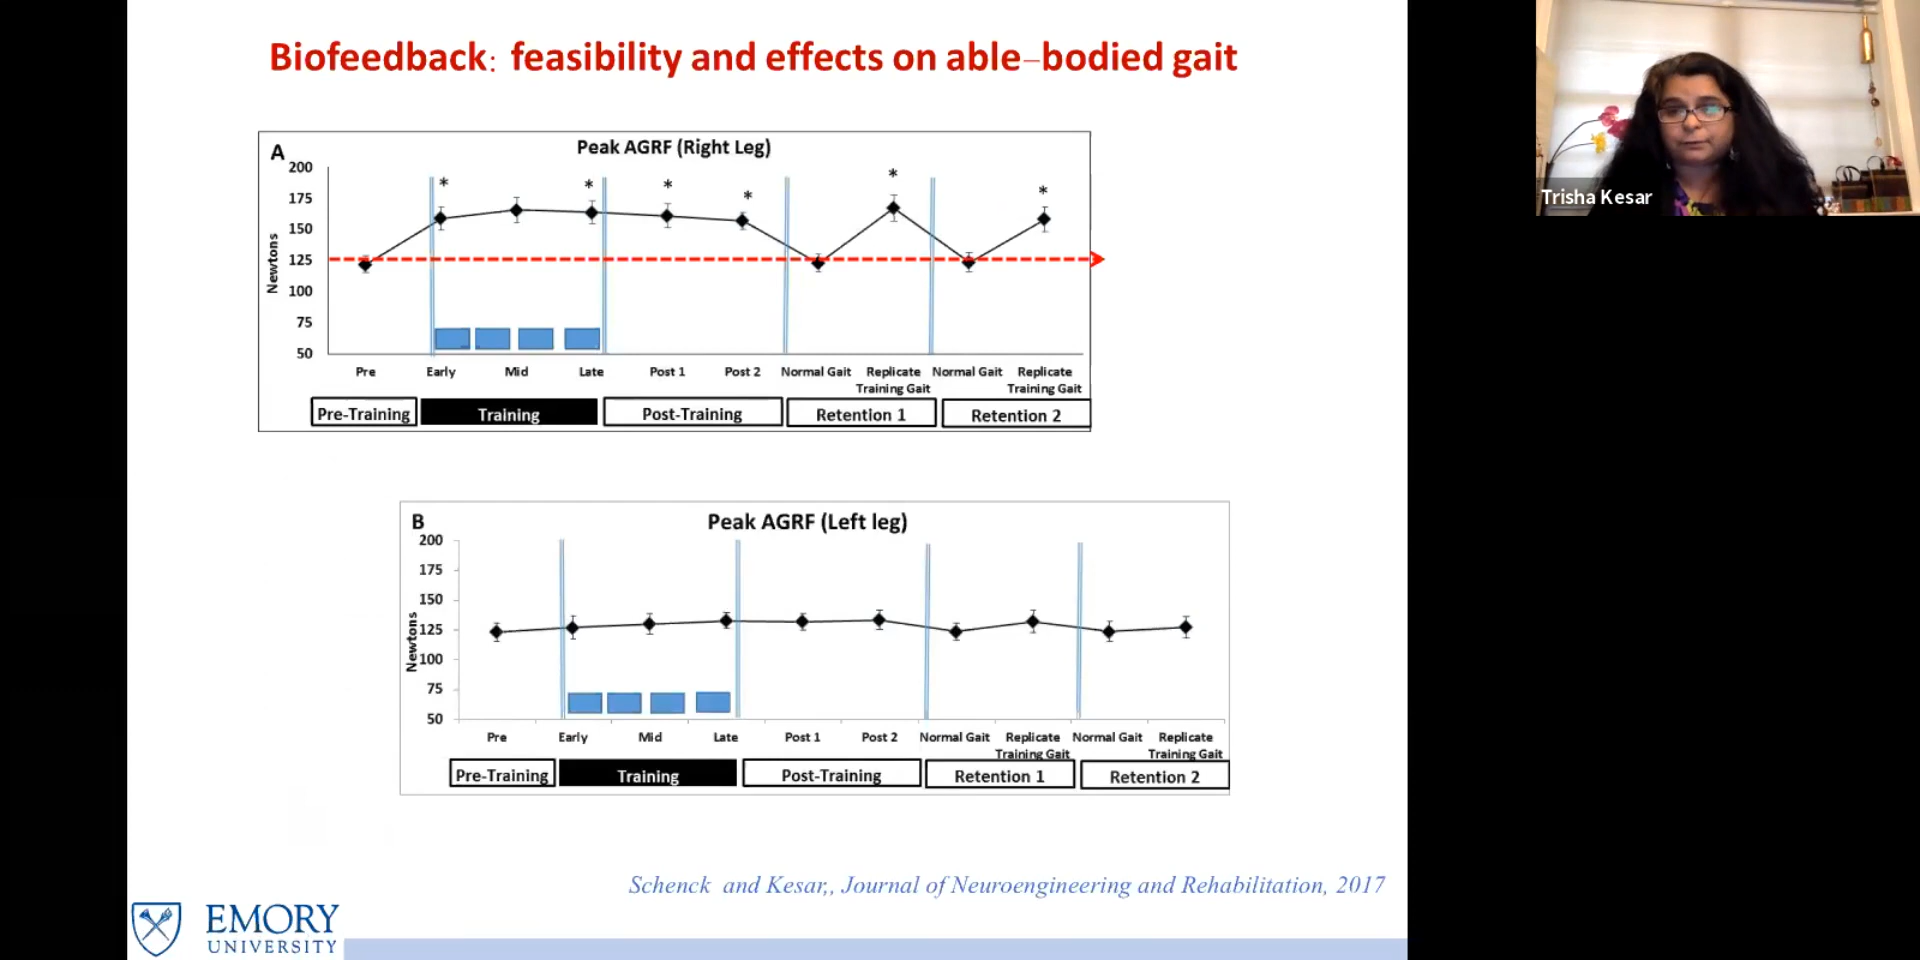 Biofeedback: feasibility and effects on able-bodied gait
Trisha Kesar
A
Peak AGRF (Right Leg)
200
175
150
125
100
75
50
Newtons
* * * * * *
Pre Early Mid Late Post 1 Post 2 Normal Gait Replicate Normal Gait Replicate
Training Gait Training Gait
Pre-Training Training Post-Training Retention 1 Retention 2
B
Peak AGRF (Left leg)
200
175
150
125
100
75
50
Newtons
Pre Early Mid Late Post 1 Post 2 Normal Gait Replicate Normal Gait Replicate
Training Gait Training Gait
Pre-Training Training Post-Training Retention 1 Retention 2
Schenck and Kesar,, Journal of Neuroengineering and Rehabilitation, 2017
EMORY
UNIVERSITY